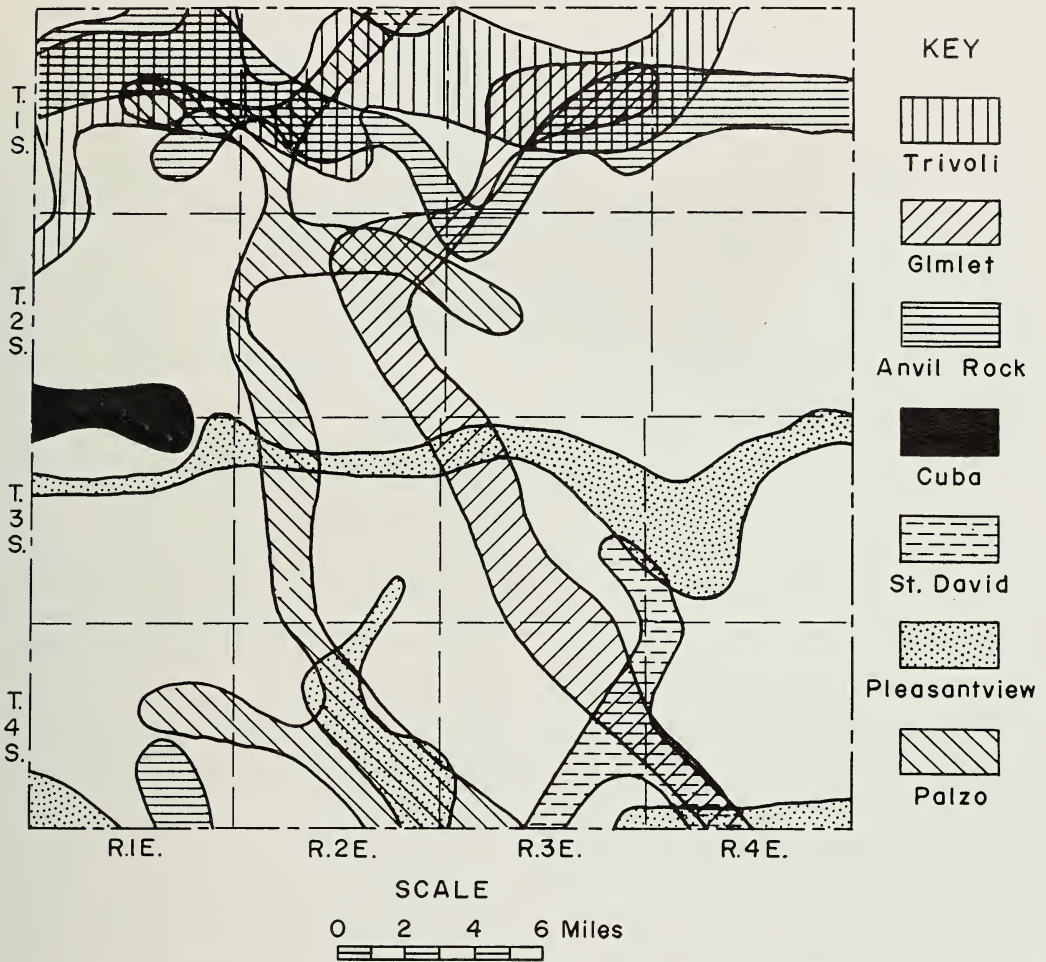 KEY
Trivoli
Gimlet
Anvil Rock
Cuba
St. David
Pleasantview
Palzo
T.
1
S.
T.
2
S.
T.
3
S.
T.
4
S.
R.1E.
R.2E.
R.3E.
R.4E.
SCALE
0 2 4 6 Miles